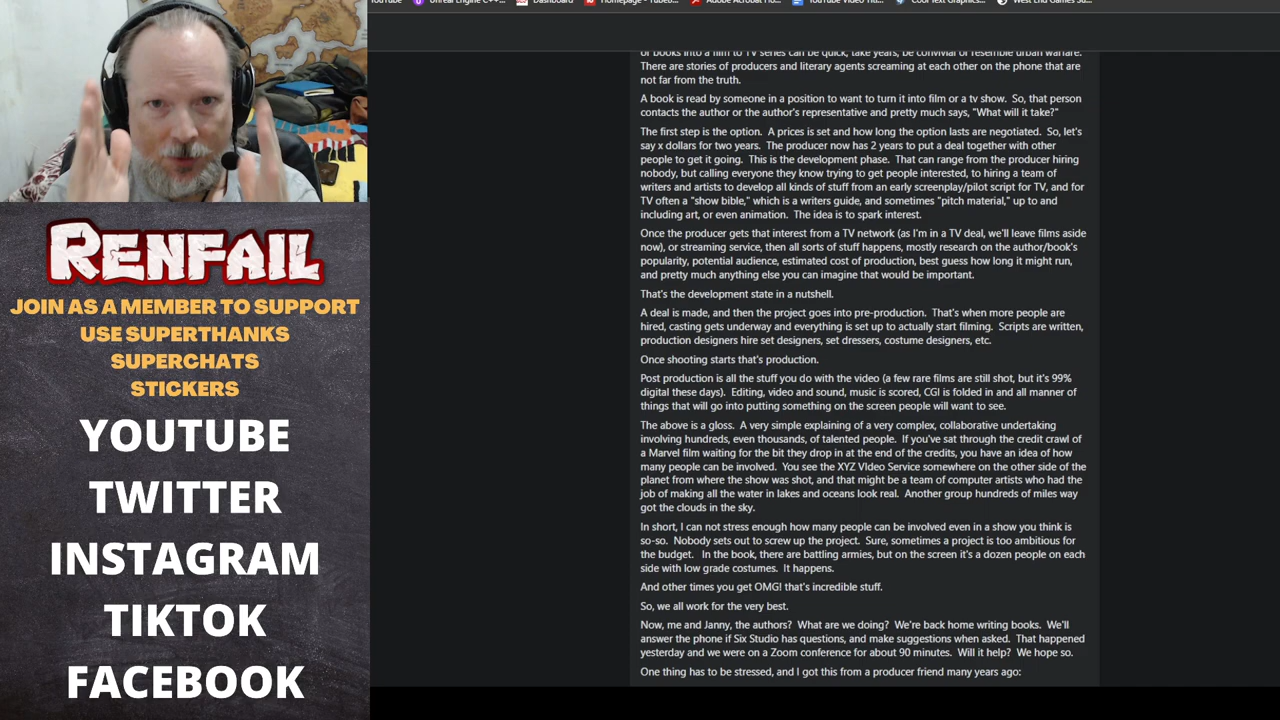 YouTube
Unreal Engine C++...
Dashboard
Homepage - Tubeb...
Adobe Acrobat Ho...
YouTube Video Titl...
Cool Text Graphics...
West End Games Su...
of books into a film to TV series can be quick, take years, be convivial or resemble urban warfare.
There are stories of producers and literary agents screaming at each other on the phone that are
not far from the truth.
A book is read by someone in a position to want to turn it into film or a tv show. So, that person
contacts the author or the author's representative and pretty much says, "What will it take?"
The first step is the option. A prices is set and how long the option lasts are negotiated. So, let's
say x dollars for two years. The producer now has 2 years to put a deal together with other
people to get it going. This is the development phase. That can range from the producer hiring
nobody, but calling everyone they know trying to get people interested, to hiring a team of
writers and artists to develop all kinds of stuff from an early screenplay/pilot script for TV, and for
TV often a "show bible," which is a writers guide, and sometimes "pitch material," up to and
including art, or even animation. The idea is to spark interest.
Once the producer gets that interest from a TV network (as I'm in a TV deal, we'll leave films aside
now), or streaming service, then all sorts of stuff happens, mostly research on the author/book's
popularity, potential audience, estimated cost of production, best guess how long it might run,
and pretty much anything else you can imagine that would be important.
That's the development state in a nutshell.
A deal is made, and then the project goes into pre-production. That's when more people are
hired, casting gets underway and everything is set up to actually start filming. Scripts are written,
production designers hire set designers, set dressers, costume designers, etc.
Once shooting starts that's production.
Post production is all the stuff you do with the video (a few rare films are still shot, but it's 99%
digital these days). Editing, video and sound, music is scored, CGI is folded in and all manner of
things that will go into putting something on the screen people will want to see.
The above is a gloss. A very simple explaining of a very complex, collaborative undertaking
involving hundreds, even thousands, of talented people. If you've sat through the credit crawl of
a Marvel film waiting for the bit they drop in at the end of the credits, you have an idea of how
many people can be involved. You see the XYZ VIdeo Service somewhere on the other side of the
planet from where the show was shot, and that might be a team of computer artists who had the
job of making all the water in lakes and oceans look real. Another group hundreds of miles way
got the clouds in the sky.
In short, I can not stress enough how many people can be involved even in a show you think is
so-so. Nobody sets out to screw up the project. Sure, sometimes a project is too ambitious for
the budget. In the book, there are battling armies, but on the screen it's a dozen people on each
side with low grade costumes. It happens.
And other times you get OMG! that's incredible stuff.
So, we all work for the very best.
Now, me and Janny, the authors? What are we doing? We're back home writing books. We'll
answer the phone if Six Studio has questions, and make suggestions when asked. That happened
yesterday and we were on a Zoom conference for about 90 minutes. Will it help? We hope so.
One thing has to be stressed, and I got this from a producer friend many years ago:
RENFAIL
JOIN AS A MEMBER TO SUPPORT
USE SUPERTHANKS
SUPERCHATS
STICKERS
YOUTUBE
TWITTER
INSTAGRAM
TIKTOK
FACEBOOK